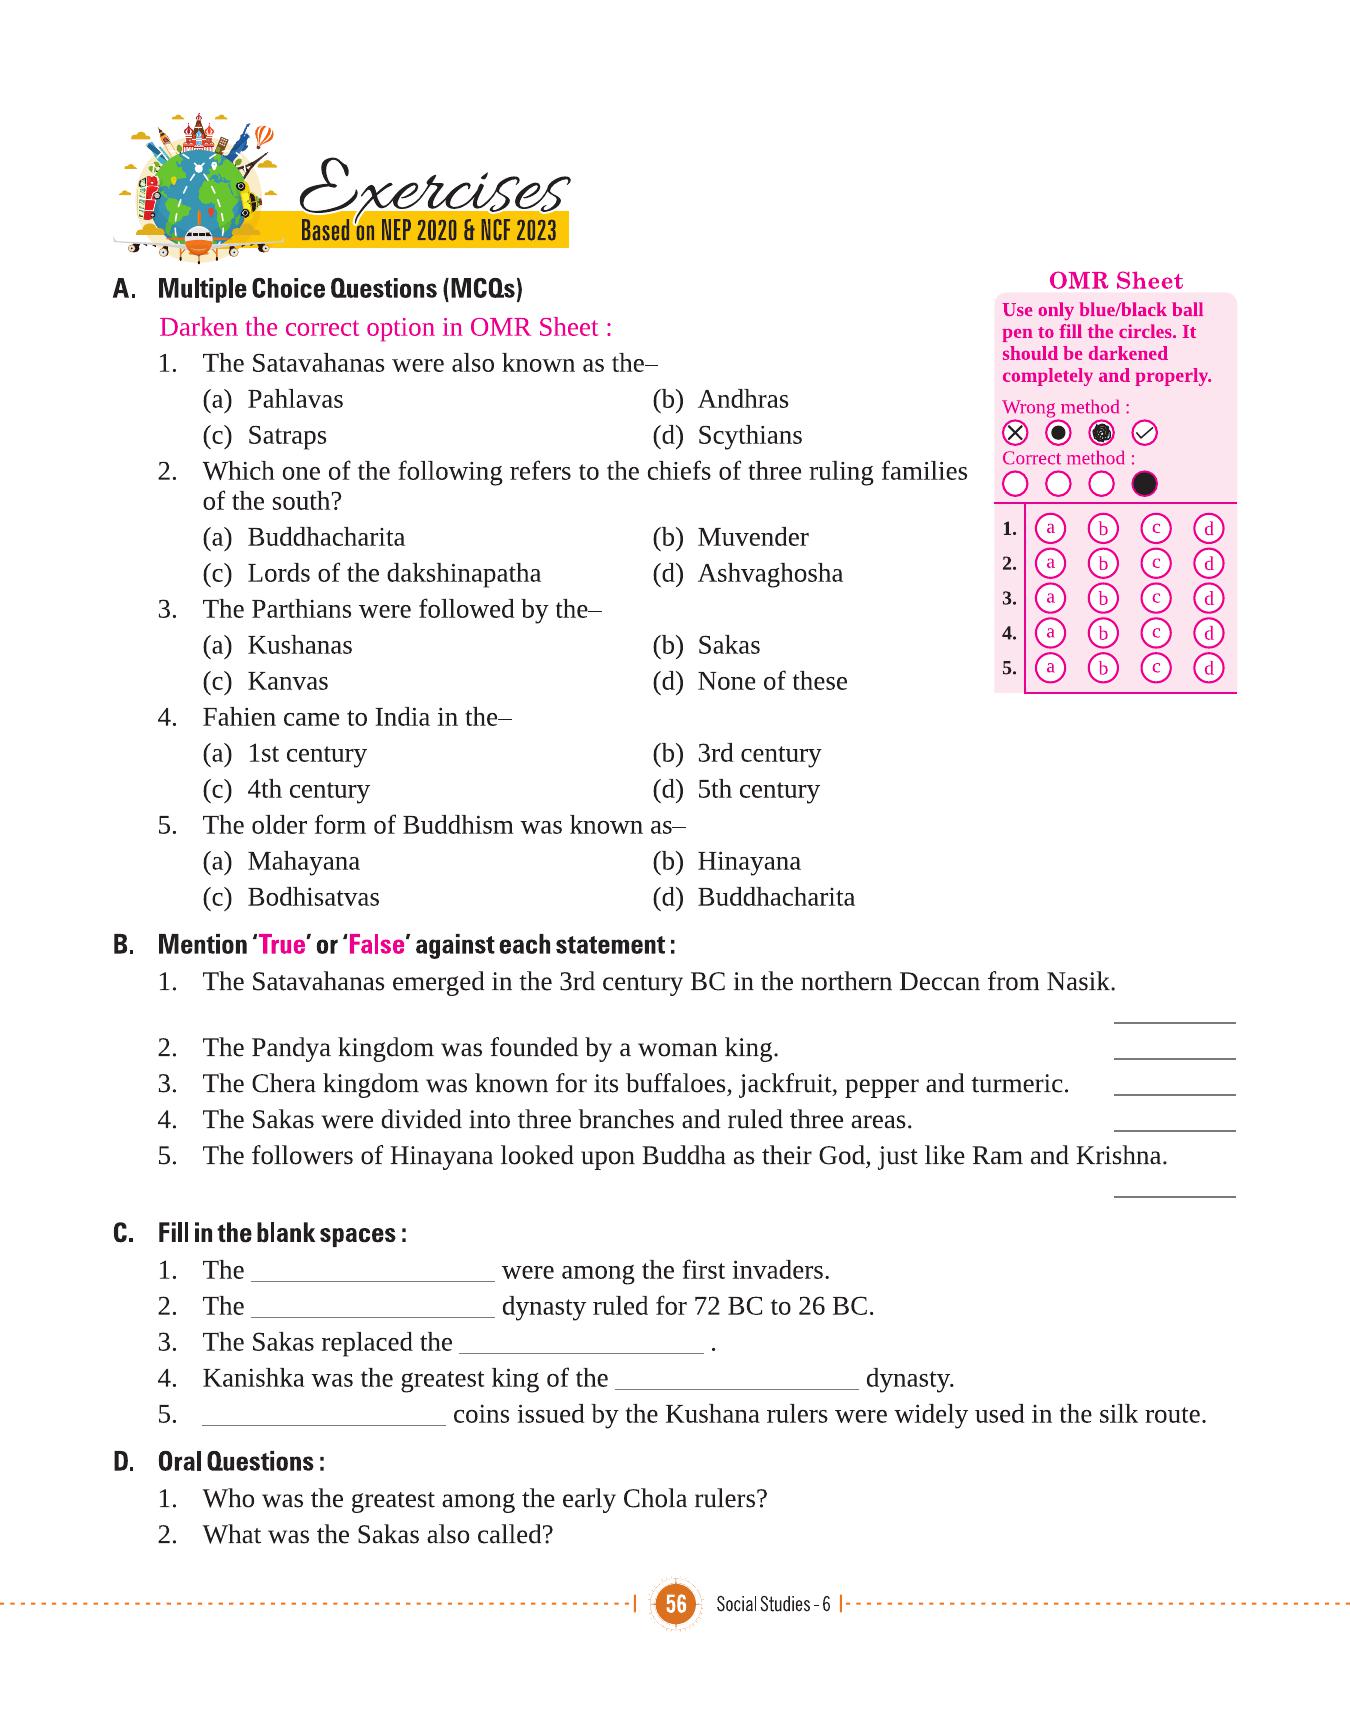 Exercises
Based on NEP 2020 & NCF 2023
A. Multiple Choice Questions (MCQs)
Darken the correct option in OMR Sheet :
1. The Satavahanas were also known as the–
(a) Pahlavas (b) Andhras
(c) Satraps (d) Scythians
2. Which one of the following refers to the chiefs of three ruling families
of the south?
(a) Buddhacharita (b) Muvender
(c) Lords of the dakshinapatha (d) Ashvaghosha
3. The Parthians were followed by the–
(a) Kushanas (b) Sakas
(c) Kanvas (d) None of these
4. Fahien came to India in the–
(a) 1st century (b) 3rd century
(c) 4th century (d) 5th century
5. The older form of Buddhism was known as–
(a) Mahayana (b) Hinayana
(c) Bodhisatvas (d) Buddhacharita
OMR Sheet
Use only blue/black ball
pen to fill the circles. It
should be darkened
completely and properly.
Wrong method :
Correct method :
1. a b c d
2. a b c d
3. a b c d
4. a b c d
5. a b c d
B. Mention ‘True’ or ‘False’ against each statement :
1. The Satavahanas emerged in the 3rd century BC in the northern Deccan from Nasik.
2. The Pandya kingdom was founded by a woman king.
3. The Chera kingdom was known for its buffaloes, jackfruit, pepper and turmeric.
4. The Sakas were divided into three branches and ruled three areas.
5. The followers of Hinayana looked upon Buddha as their God, just like Ram and Krishna.
C. Fill in the blank spaces :
1. The __________________ were among the first invaders.
2. The __________________ dynasty ruled for 72 BC to 26 BC.
3. The Sakas replaced the __________________ .
4. Kanishka was the greatest king of the __________________ dynasty.
5. __________________ coins issued by the Kushana rulers were widely used in the silk route.
D. Oral Questions :
1. Who was the greatest among the early Chola rulers?
2. What was the Sakas also called?
56 Social Studies - 6